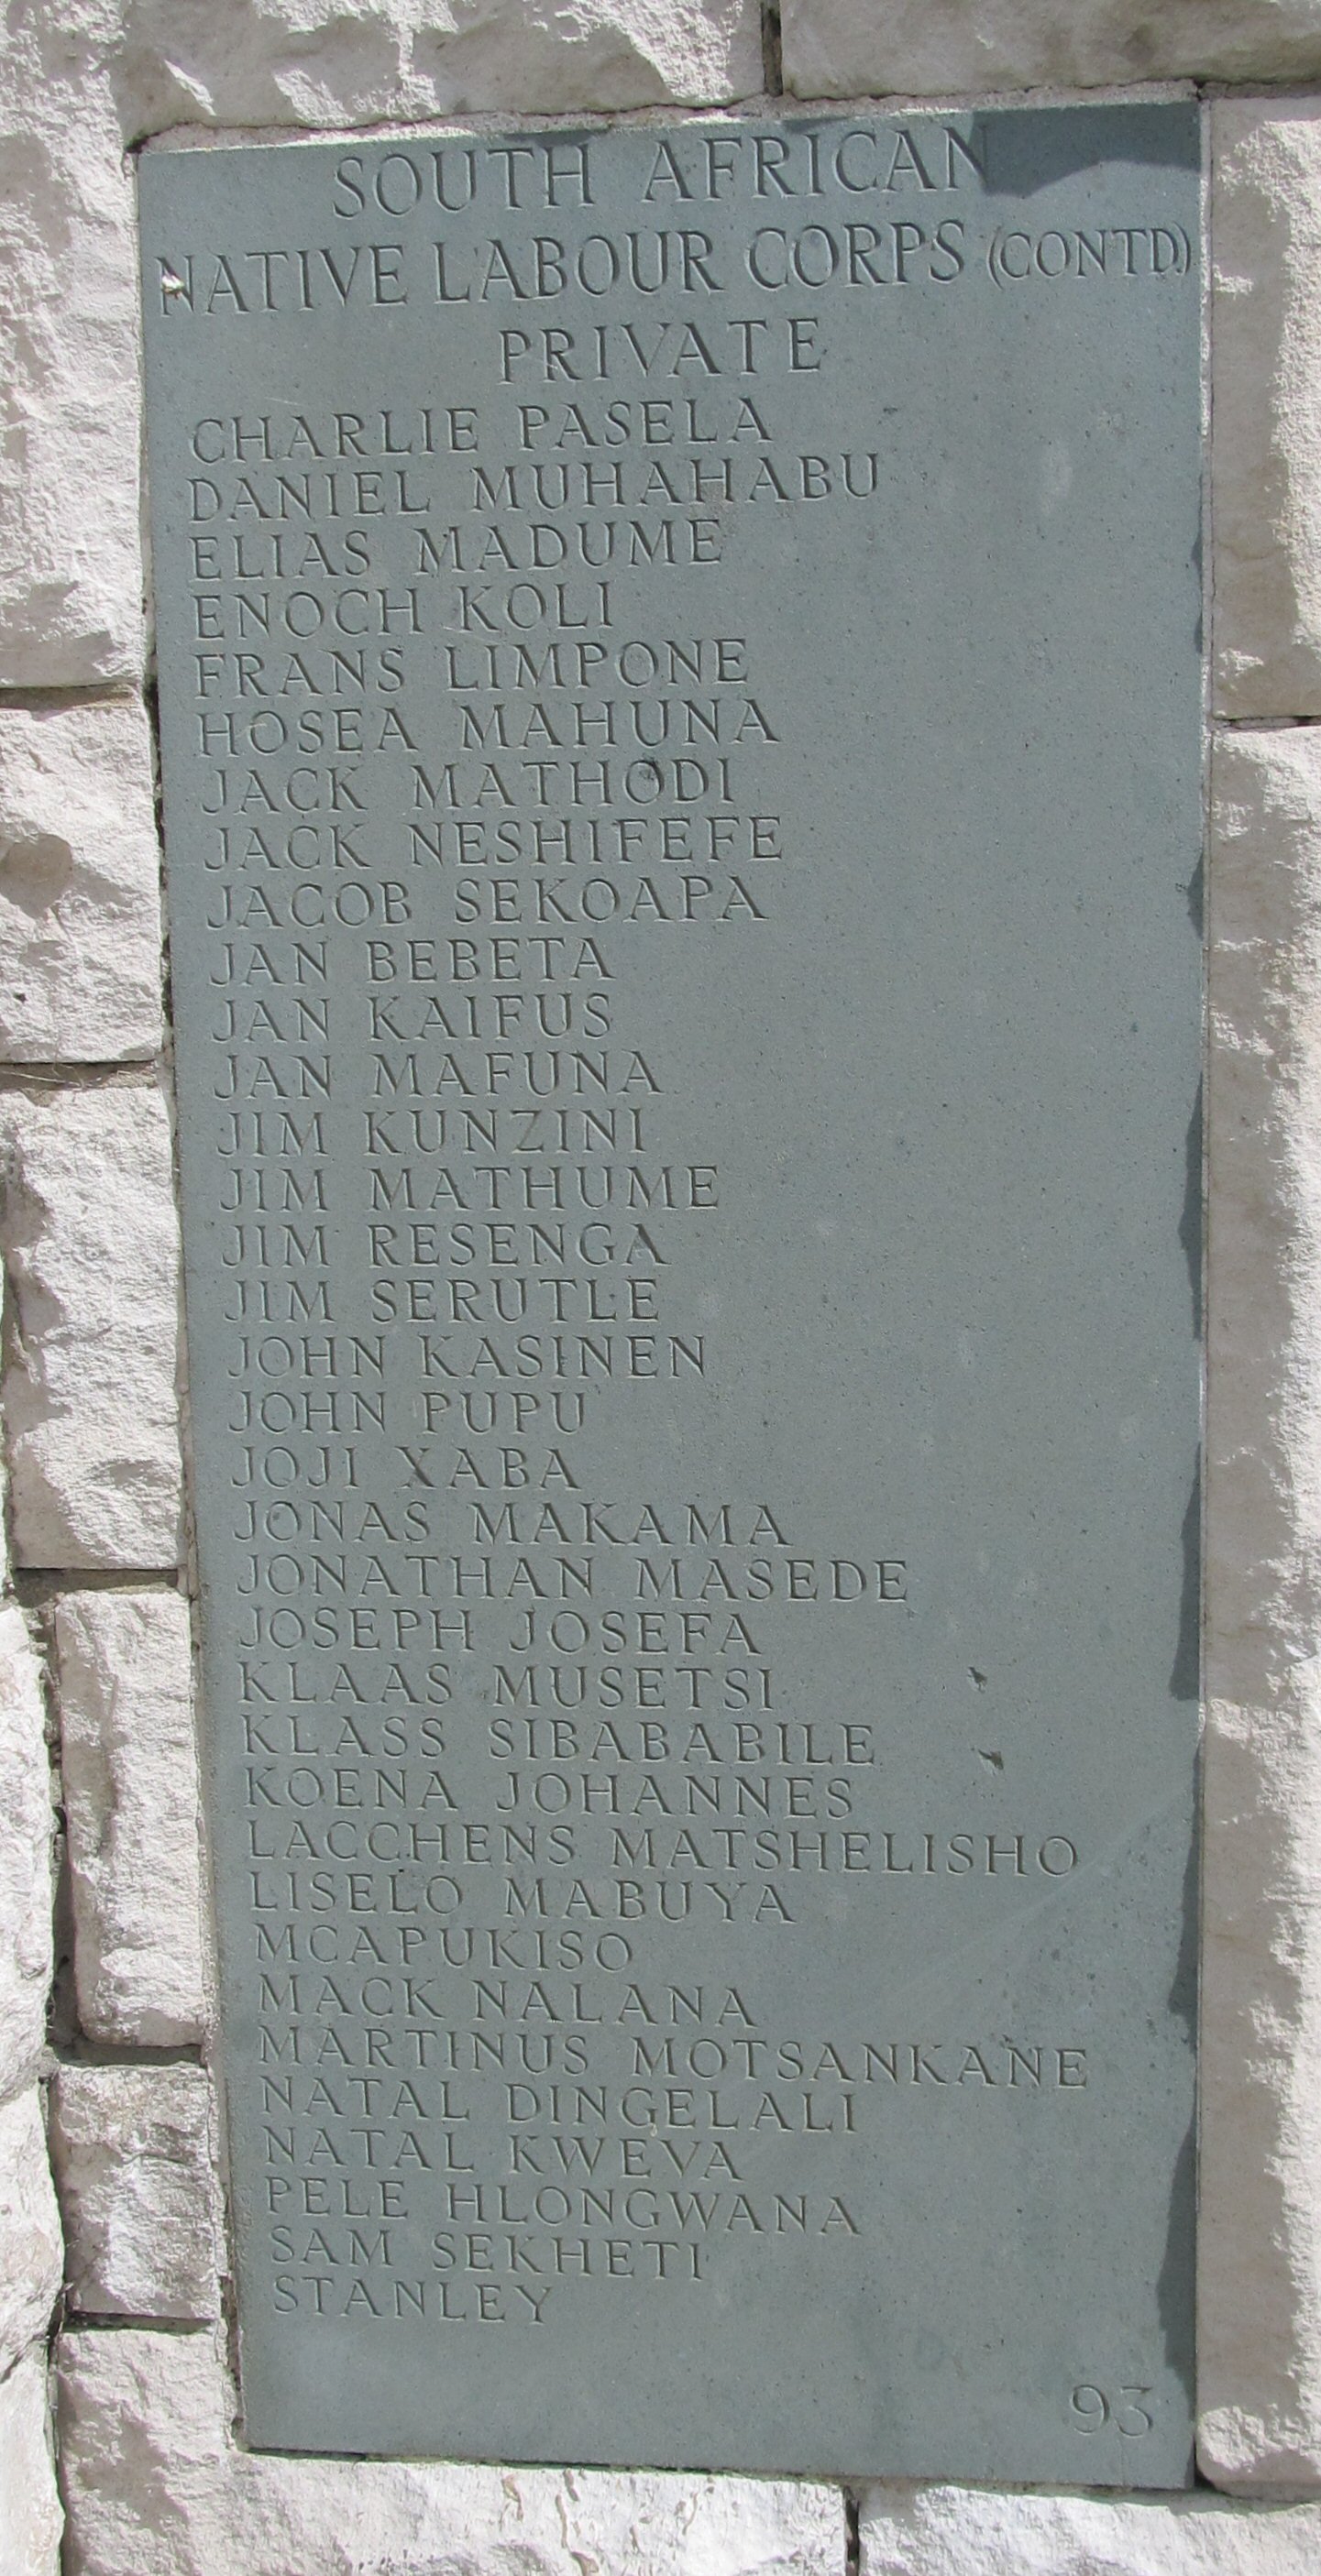 SOUTH AFRICAN
NATIVE LABOUR CORPS (CONTD.)
PRIVATE
CHARLIE PASELA
DANIEL MUHAHABU
ELIAS MADUME
ENOCH KOLI
FRANS LIMPONE
HOSEA MAHUNA
JACK MATHODI
JACK NESHIFEFE
JACOB SEKOAPA
JAN BEBETA
JAN KAIFUS
JAN MAFUNA
JIM KUNZINI
JIM MATHUME
JIM RESENGA
JIM SERUTLE
JOHN KASINEN
JOHN PUPU
JOJI XABA
JONAS MAKAMA
JONATHAN MASEDE
JOSEPH JOSEFA
KLAAS MUSETSI
KLASS SIBABABILE
KOENA JOHANNES
LACCHENS MATSHELISHO
LISELO MABUYA
MCAPUKISO
MACK NALANA
MARTINUS MOTSANKANE
NATAL DINGELALI
NATAL KWEVA
PELE HLONGWANA
SAM SEKHETI
STANLEY
93